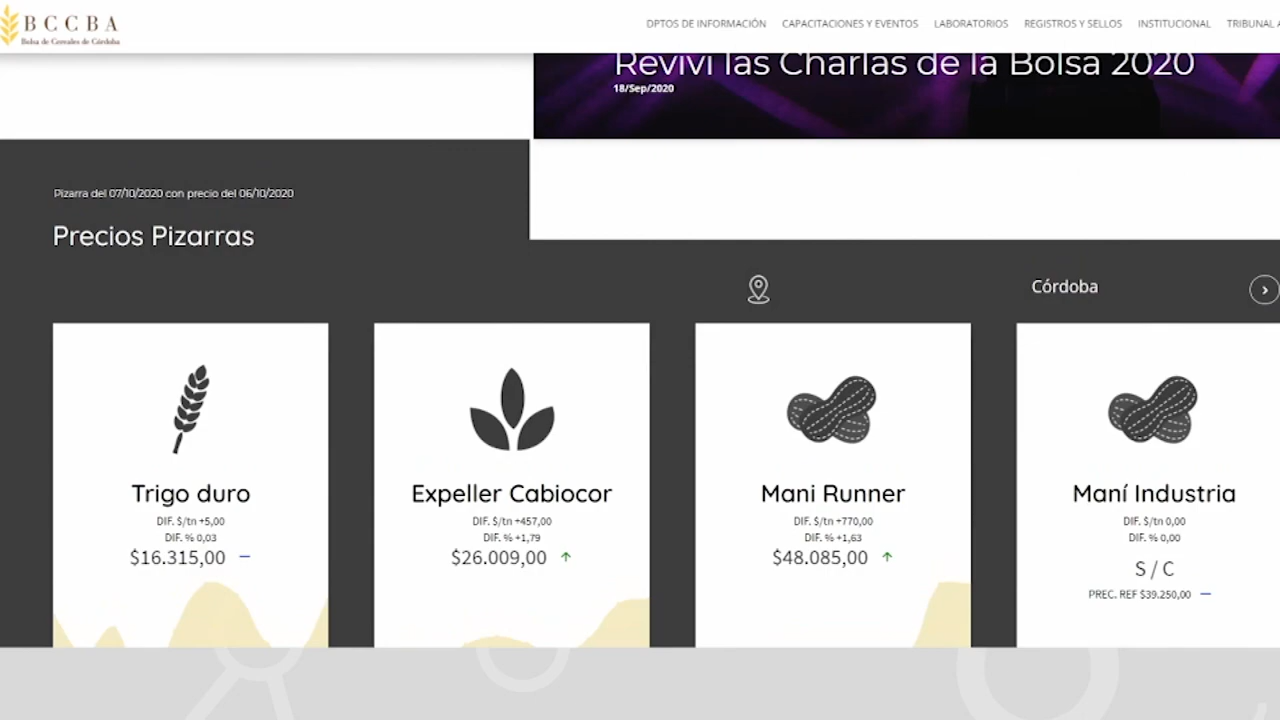 BCCBA
Bolsa de Cereales de Córdoba
DPTOS DE INFORMACIÓN CAPACITACIONES Y EVENTOS LABORATORIOS REGISTROS Y SELLOS INSTITUCIONAL TRIBUNAL
Reviví las Charlas de la Bolsa 2020
18/Sep/2020
Pizarra del 07/10/2020 con precio del 06/10/2020
Precios Pizarras
Córdoba
Trigo duro
DIF. $/tn +5,00
DIF. % 0,03
$16.315,00
Expeller Cabiocor
DIF. $/tn +457,00
DIF. % +1,79
$26.009,00
Mani Runner
DIF. $/tn +770,00
DIF. % +1,63
$48.085,00
Maní Industria
DIF. $/tn 0,00
DIF. % 0,00
S / C
PREC. REF $39.250,00